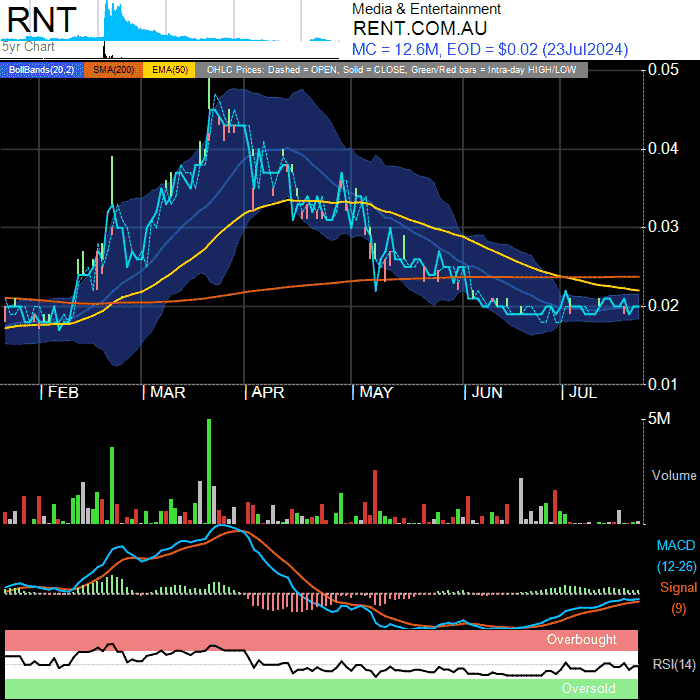 RNT
5yr Chart
Media & Entertainment
RENT.COM.AU
MC = 12.6M, EOD = $0.02 (23Jul2024)
BollBands(20,2) SMA(200) EMA(50) OHLC Prices: Dashed = OPEN, Solid = CLOSE, Green/Red bars = Intra-day HIGH/LOW
0.05
0.04
0.03
0.02
0.01
FEB MAR APR MAY JUN JUL
5M
Volume
MACD
(12-26)
Signal
(9)
Overbought
RSI(14)
Oversold